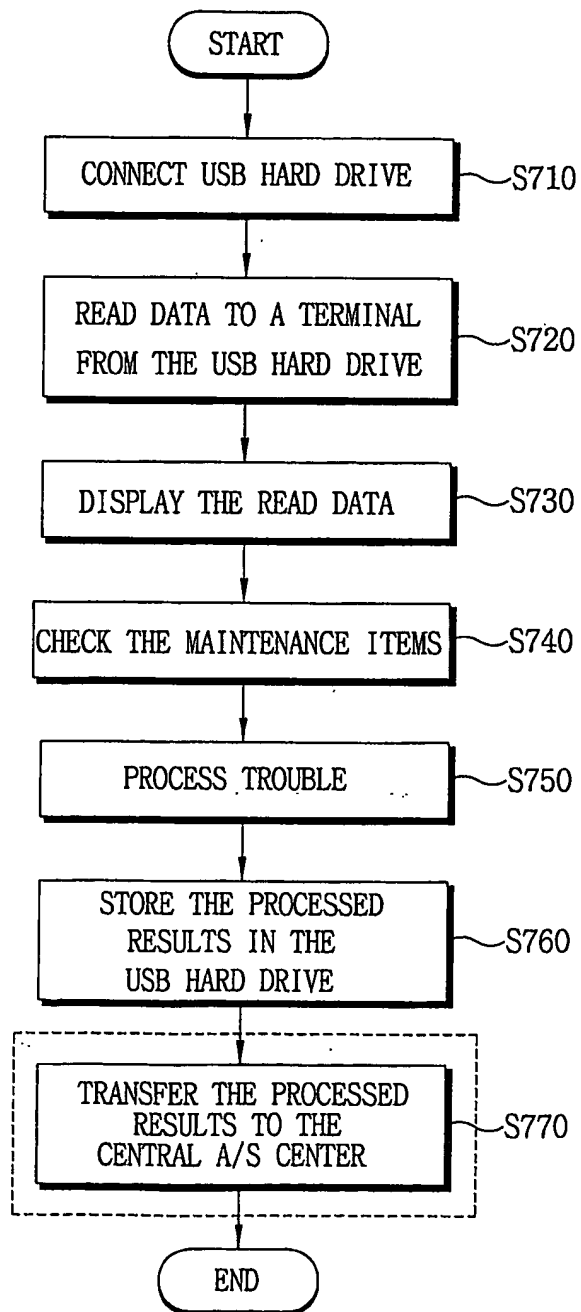 START
CONNECT USB HARD DRIVE
S710
READ DATA TO A TERMINAL
FROM THE USB HARD DRIVE
S720
DISPLAY THE READ DATA
S730
CHECK THE MAINTENANCE ITEMS
S740
PROCESS TROUBLE
S750
STORE THE PROCESSED
RESULTS IN THE
USB HARD DRIVE
S760
TRANSFER THE PROCESSED
RESULTS TO THE
CENTRAL A/S CENTER
S770
END